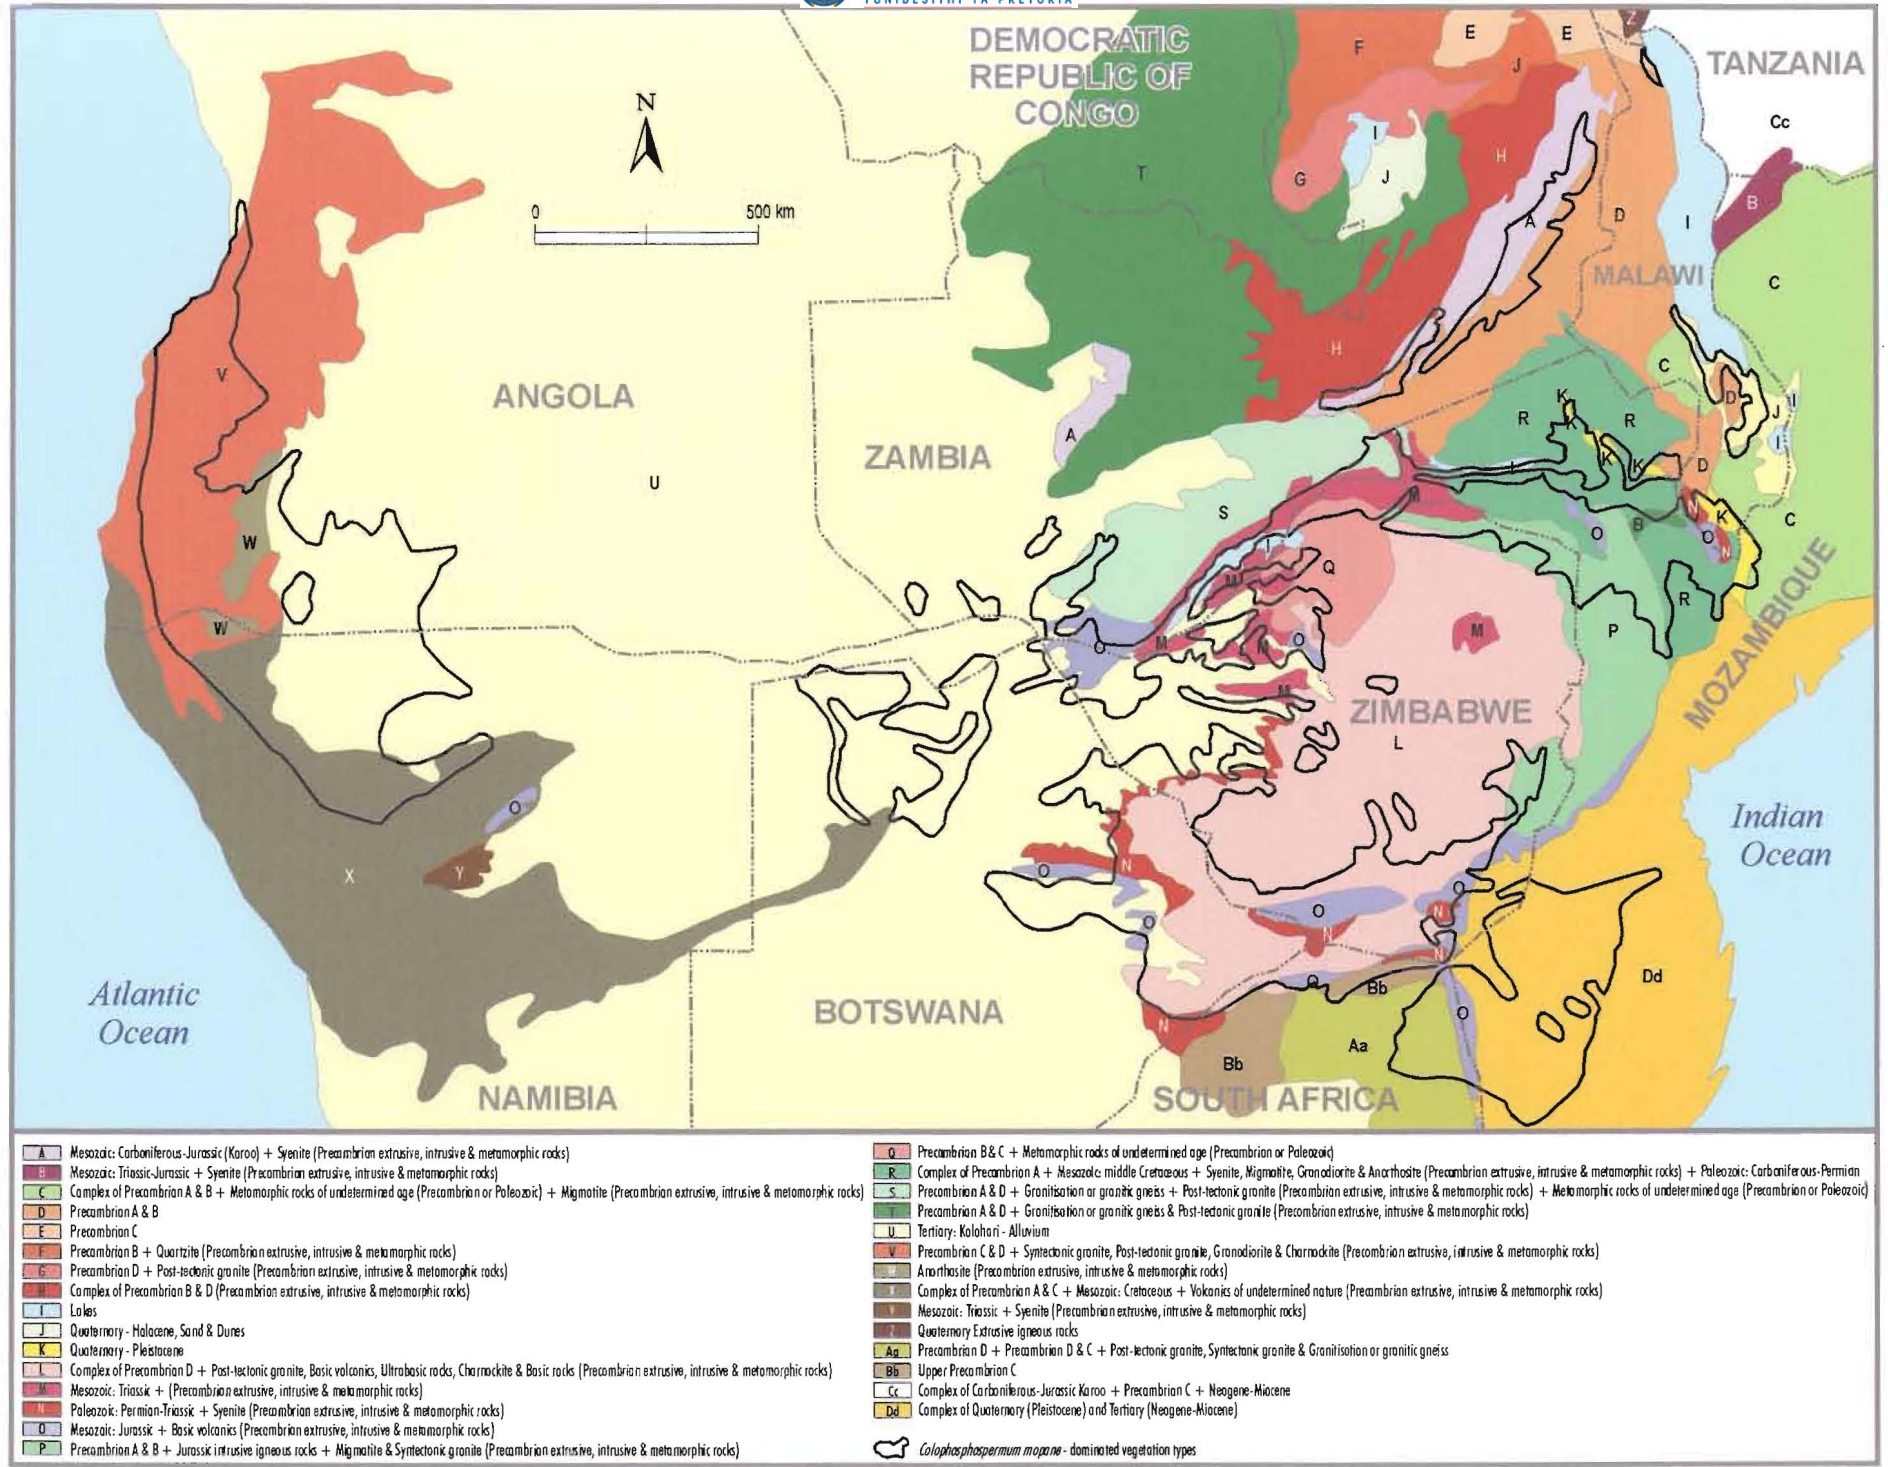 YUNIBESITHI YA PRETORIA
DEMOCRATIC
REPUBLIC OF
CONGO
TANZANIA
MALAWI
ANGOLA
ZAMBIA
ZIMBABWE
MOZAMBIQUE
NAMIBIA
BOTSWANA
SOUTH AFRICA
Atlantic
Ocean
Indian
Ocean
N
0 500 km
E
E
Z
F
J
Cc
I
H
G
J
T
A
D
I
B
C
V
H
A
C
D
J
I
I
K
R
K
R
K
K
D
U
I
S
M
N
K
C
W
O
B
O
N
I
Q
M
R
W
P
M
O
M
O
M
M
L
O
X
Y
O
N
O
O
N
O
N
N
O
Bb
Dd
O
N
Aa
Bb
A Mesozoic: Carboniferous-Jurassic (Karoo) + Syenite (Precambrian extrusive, intrusive & metamorphic rocks)
B Mesozoic: Triassic-Jurassic + Syenite (Precambrian extrusive, intrusive & metamorphic rocks)
C Complex of Precambrian A & B + Metamorphic rocks of undetermined age (Precambrian or Paleozoic) + Migmotite (Precambrian extrusive, intrusive & metamorphic rocks)
D Precambrian A & B
E Precambrian C
F Precambrian B + Quartzite (Precambrian extrusive, intrusive & metamorphic rocks)
G Precambrian D + Post-tectonic granite (Precambrian extrusive, intrusive & metamorphic rocks)
H Complex of Precambrian B & D (Precambrian extrusive, intrusive & metamorphic rocks)
I Lakes
J Quaternary - Halocene, Sand & Dunes
K Quaternary - Pleistocene
L Complex of Precambrian D + Post-tectonic granite, Basic volcanics, Ultrabasic rocks, Charnockite & Basic rocks (Precambrian extrusive, intrusive & metamorphic rocks)
M Mesozoic: Triassic + (Precambrian extrusive, intrusive & metamorphic rocks)
N Paleozoic: Permian-Triassic + Syenite (Precambrian extrusive, intrusive & metamorphic rocks)
O Mesozoic: Jurassic + Basic volcanics (Precambrian extrusive, intrusive & metamorphic rocks)
P Precambrian A & B + Jurassic intrusive igneous rocks + Migmatite & Syntectonic granite (Precambrian extrusive, intrusive & metamorphic rocks)
Q Precambrian B & C + Metamorphic rocks of undetermined age (Precambrian or Paleozoic)
R Complex of Precambrian A + Mesozoic: middle Cretaceous + Syenite, Migmatite, Granodiorite & Anorthosite (Precambrian extrusive, intrusive & metamorphic rocks) + Paleozoic: Carboniferous-Permian
S Precambrian A & D + Granitisation or granitic gneiss + Post-tectonic granite (Precambrian extrusive, intrusive & metamorphic rocks) + Metamorphic rocks of undetermined age (Precambrian or Paleozoic)
T Precambrian A & D + Granitisation or granitic gneiss & Post-tectonic granite (Precambrian extrusive, intrusive & metamorphic rocks)
U Tertiary: Kalahari - Alluvium
V Precambrian C & D + Syntectonic granite, Post-tectonic granite, Granodiorite & Charnockite (Precambrian extrusive, intrusive & metamorphic rocks)
W Anorthosite (Precambrian extrusive, intrusive & metamorphic rocks)
Complex of Precambrian A & C + Mesozoic: Cretaceous + Volcanics of undetermined nature (Precambrian extrusive, intrusive & metamorphic rocks)
Y Mesozoic: Triassic + Syenite (Precambrian extrusive, intrusive & metamorphic rocks)
Z Quaternary Extrusive igneous rocks
Aa Precambrian D + Precambrian D & C + Post-tectonic granite, Syntectonic granite & Granitisation or granitic gneiss
Bb Upper Precambrian C
Cc Complex of Carboniferous-Jurassic Karoo + Precambrian C + Neogene-Miocene
Dd Complex of Quaternary (Pleistocene) and Tertiary (Neogene-Miocene)
Colophosphospermum mopane - dominated vegetation types